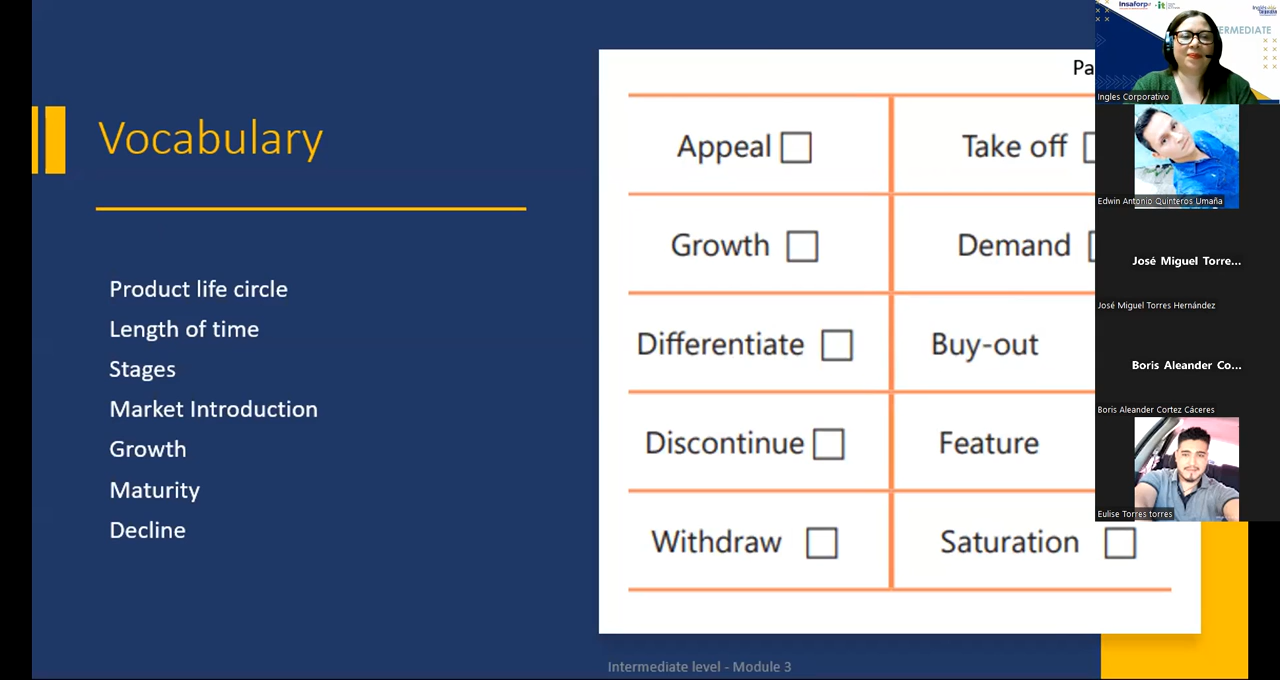 Vocabulary
Product life circle
Length of time
Stages
Market Introduction
Growth
Maturity
Decline
Pa
Appeal
Take off
Growth
Demand
Differentiate
Buy-out
Discontinue
Feature
Withdraw
Saturation
Intermediate level - Module 3
insaforp
ERMEDIATE
Ingles Corporativo
Edwin Antonio Quinteros Umaña
José Miguel Torre...
José Miguel Torres Hernández
Boris Aleander Co...
Boris Aleander Cortez Cáceres
Eulise Torres torres